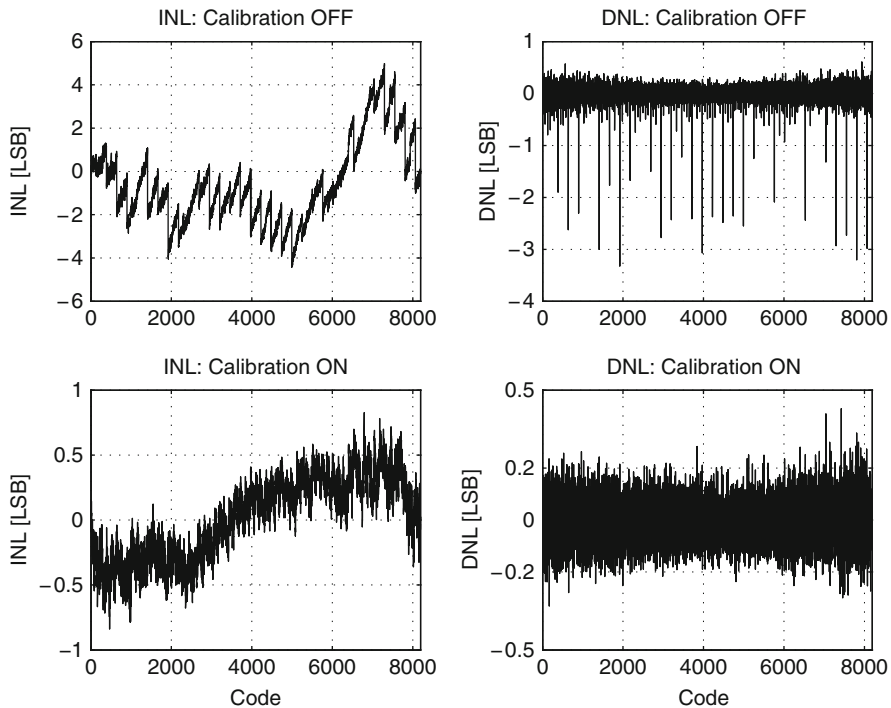 INL: Calibration OFF
6
4
2
0
−2
−4
−6
INL [LSB]
0 2000 4000 6000 8000
DNL: Calibration OFF
1
0
−1
−2
−3
−4
DNL [LSB]
0 2000 4000 6000 8000
INL: Calibration ON
1
0.5
0
−0.5
−1
INL [LSB]
0 2000 4000 6000 8000
Code
DNL: Calibration ON
0.5
0.2
0
−0.2
−0.5
DNL [LSB]
0 2000 4000 6000 8000
Code